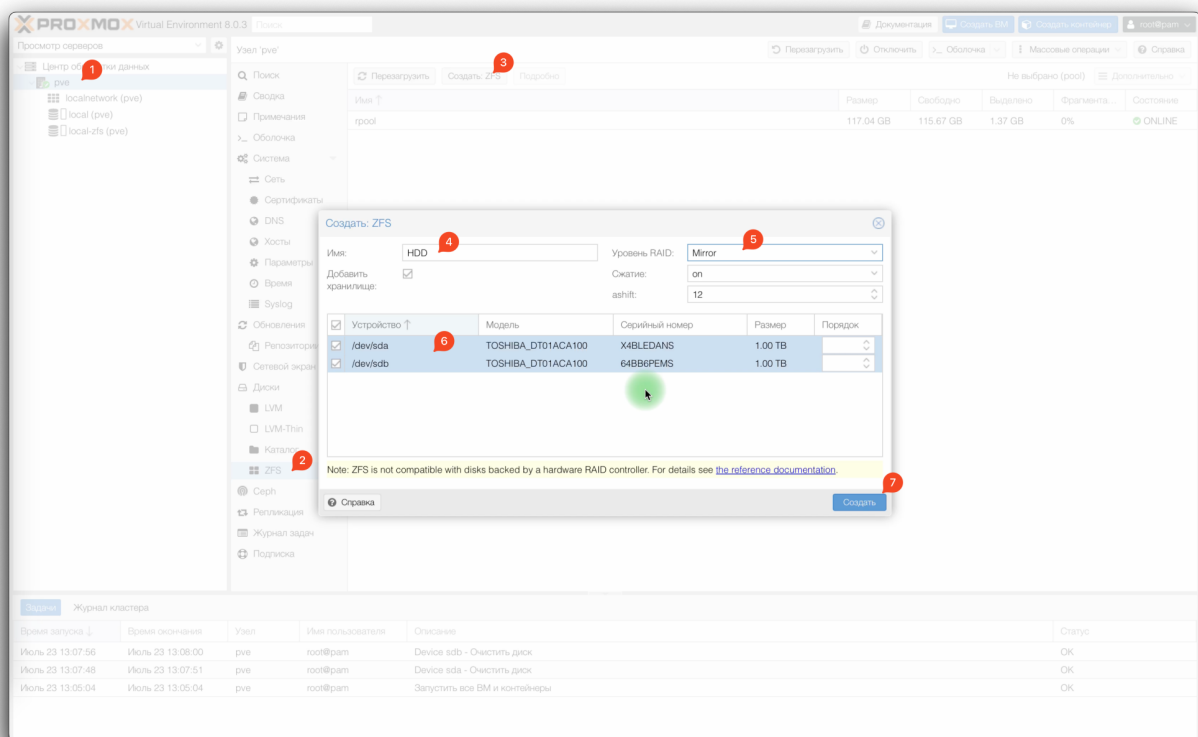 PROXMOX Virtual Environment 8.0.3 Поиск Документация Создать ВМ Создать контейнер root@pam
Просмотр серверов Узел 'pve' Перезагрузить Отключить Оболочка Массовые операции Справка
Центр обработки данных
1
pve
localnetwork (pve)
local (pve)
local-zfs (pve)
Поиск
Сводка
Примечания
Оболочка
Система
Сеть
Сертификаты
DNS
Хосты
Параметры
Время
Syslog
Обновления
Репозитории
Сетевой экран
Диски
LVM
LVM-Thin
Каталог
ZFS
2
Ceph
Репликация
Журнал задач
Подписка
3
Перезагрузить Создать: ZFS Подробно Не выбрано (pool) Дополнительно
Имя Размер Свободно Выделено Фрагмента... Состояние
rpool 117.04 GB 115.67 GB 1.37 GB 0% ONLINE
Создать: ZFS
Имя: HDD 4 Уровень RAID: Mirror 5
Добавить хранилище: Сжатие: on
ashift: 12
Устройство Модель Серийный номер Размер Порядок
/dev/sda 6 TOSHIBA_DT01ACA100 X4BLEDANS 1.00 TB
/dev/sdb TOSHIBA_DT01ACA100 64BB6PEMS 1.00 TB
Note: ZFS is not compatible with disks backed by a hardware RAID controller. For details see the reference documentation.
7
Справка Создать
Задачи Журнал кластера
Время запуска Время окончания Узел Имя пользователя Описание Статус
Июль 23 13:07:56 Июль 23 13:08:00 pve root@pam Device sdb - Очистить диск OK
Июль 23 13:07:48 Июль 23 13:07:51 pve root@pam Device sda - Очистить диск OK
Июль 23 13:05:04 Июль 23 13:05:04 pve root@pam Запустить все ВМ и контейнеры OK